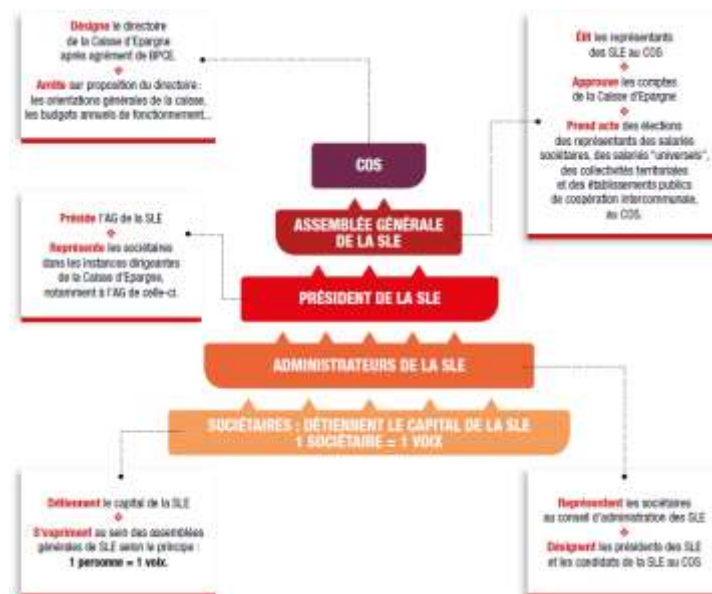 Désigne le directoire
de la Caisse d'Epargne
après agrément de BPCE.
Arrête sur proposition du directoire :
les orientations générales de la caisse,
les budgets annuels de fonctionnement...
Élit les représentants
des SLE au COS
Approuve les comptes
de la Caisse d'Epargne
Prend acte des élections
des représentants des salariés
sociétaires, des salariés "universels",
des collectivités territoriales
et des établissements publics
de coopération intercommunale,
au COS.
COS
ASSEMBLÉE GÉNÉRALE
DE LA SLE
Préside l'AG de la SLE
Représente les sociétaires
dans les instances dirigeantes
de la Caisse d'Epargne,
notamment à l'AG de celle-ci.
PRÉSIDENT DE LA SLE
ADMINISTRATEURS DE LA SLE
SOCIÉTAIRES : DÉTIENNENT LE CAPITAL DE LA SLE
1 SOCIÉTAIRE = 1 VOIX
Détiennent le capital de la SLE
S'expriment au sein des assemblées
générales de SLE selon le principe :
1 personne = 1 voix.
Représentent les sociétaires
au conseil d'administration des SLE
Désignent les présidents des SLE
et les candidats de la SLE au COS